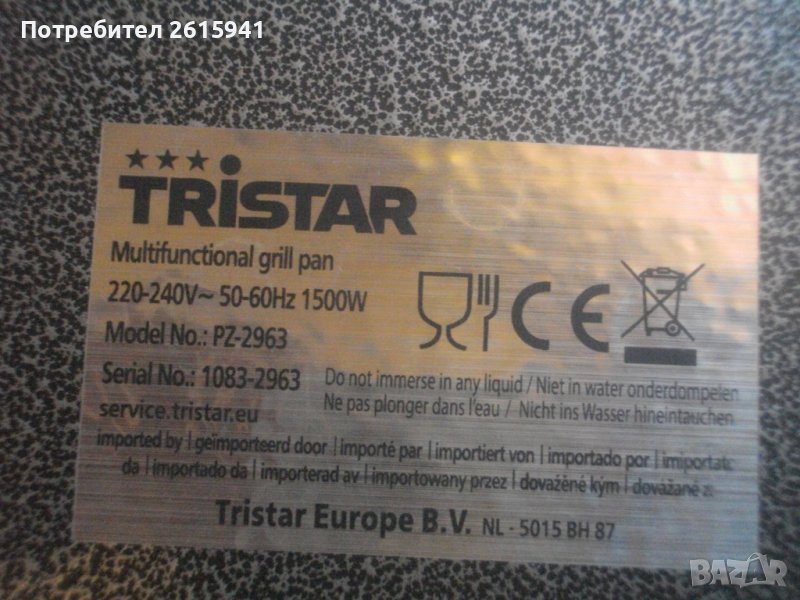 Потребител 2615941
TRiSTAR
Multifunctional grill pan
220-240V~ 50-60Hz 1500W
Model No.: PZ-2963
Serial No.: 1083-2963
service.tristar.eu
CE
Do not immerse in any liquid / Niet in water onderdompelen
Ne pas plonger dans l'eau / Nicht ins Wasser hineintauchen
imported by | geïmporteerd door | importé par | importiert von | importado por | importato
da | importado da | importerad av | importowany przez | dovážené kým | dovážané z:
Tristar Europe B.V. NL - 5015 BH 87
BAZAR